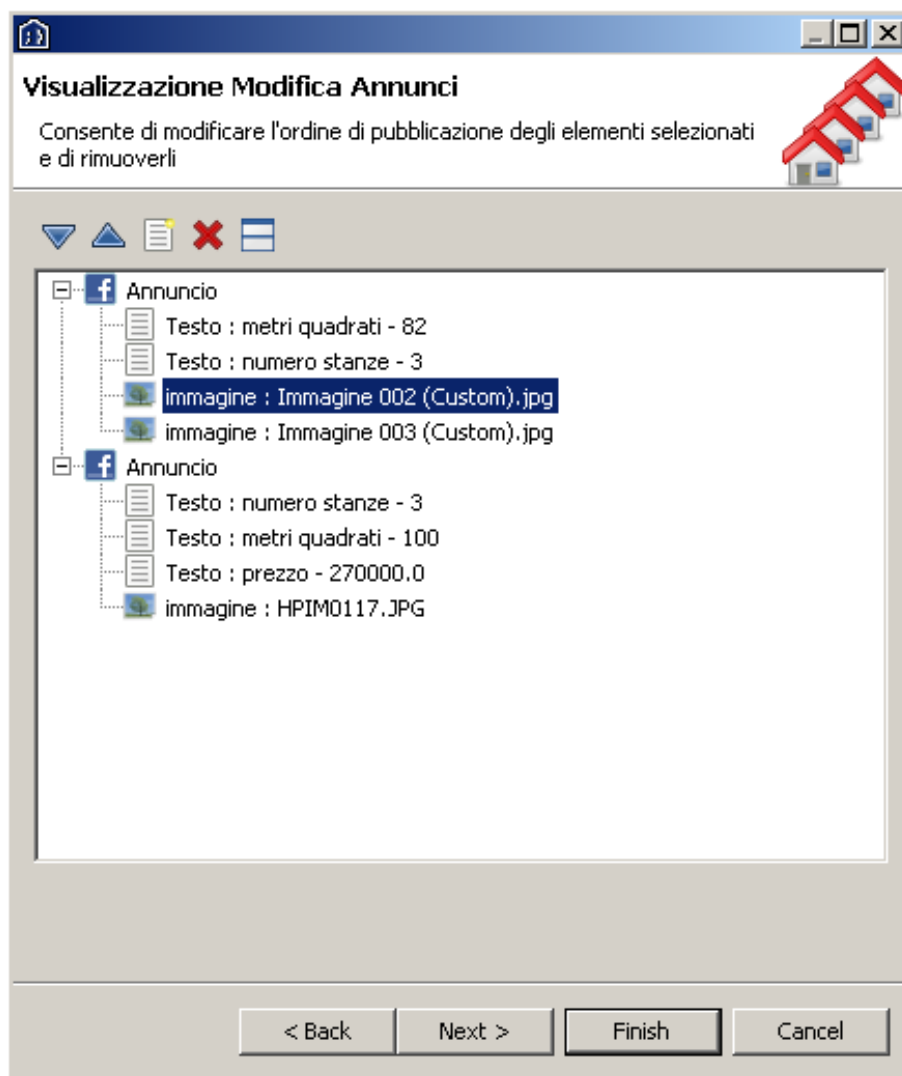 Visualizzazione Modifica Annunci
Consente di modificare l'ordine di pubblicazione degli elementi selezionati
e di rimuoverli
Annuncio
Testo : metri quadrati - 82
Testo : numero stanze - 3
immagine : Immagine 002 (Custom).jpg
immagine : Immagine 003 (Custom).jpg
Annuncio
Testo : numero stanze - 3
Testo : metri quadrati - 100
Testo : prezzo - 270000.0
immagine : HPIM0117.JPG
< Back Next > Finish Cancel